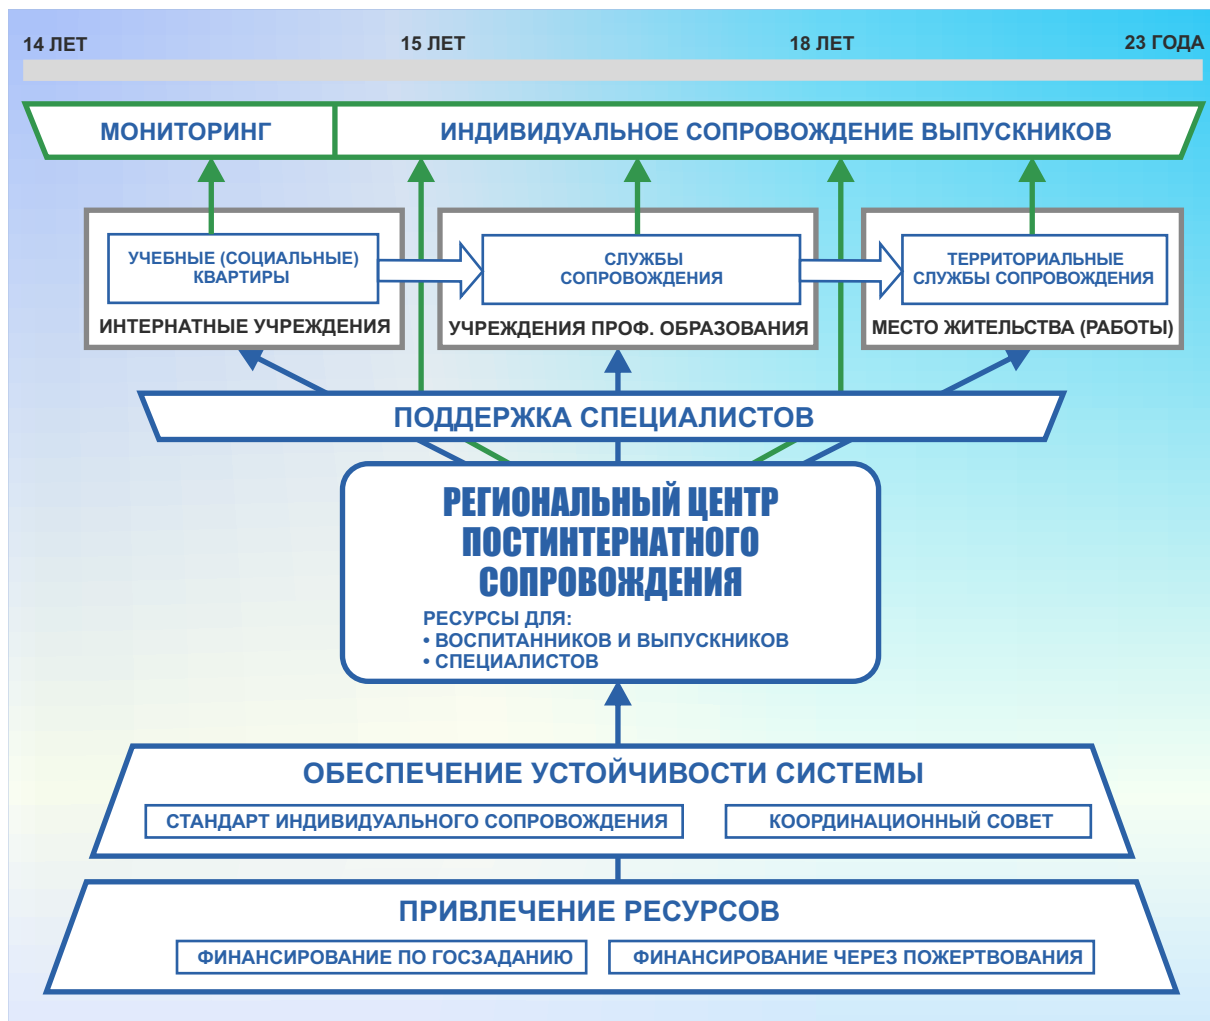 14 ЛЕТ
15 ЛЕТ
18 ЛЕТ
23 ГОДА
МОНИТОРИНГ
ИНДИВИДУАЛЬНОЕ СОПРОВОЖДЕНИЕ ВЫПУСКНИКОВ
УЧЕБНЫЕ (СОЦИАЛЬНЫЕ)
КВАРТИРЫ
ИНТЕРНАТНЫЕ УЧРЕЖДЕНИЯ
СЛУЖБЫ
СОПРОВОЖДЕНИЯ
УЧРЕЖДЕНИЯ ПРОФ. ОБРАЗОВАНИЯ
ТЕРРИТОРИАЛЬНЫЕ
СЛУЖБЫ СОПРОВОЖДЕНИЯ
МЕСТО ЖИТЕЛЬСТВА (РАБОТЫ)
ПОДДЕРЖКА СПЕЦИАЛИСТОВ
РЕГИОНАЛЬНЫЙ ЦЕНТР
ПОСТИНТЕРНАТНОГО
СОПРОВОЖДЕНИЯ
РЕСУРСЫ ДЛЯ:
• ВОСПИТАННИКОВ И ВЫПУСКНИКОВ
• СПЕЦИАЛИСТОВ
ОБЕСПЕЧЕНИЕ УСТОЙЧИВОСТИ СИСТЕМЫ
СТАНДАРТ ИНДИВИДУАЛЬНОГО СОПРОВОЖДЕНИЯ
КООРДИНАЦИОННЫЙ СОВЕТ
ПРИВЛЕЧЕНИЕ РЕСУРСОВ
ФИНАНСИРОВАНИЕ ПО ГОСЗАДАНИЮ
ФИНАНСИРОВАНИЕ ЧЕРЕЗ ПОЖЕРТВОВАНИЯ